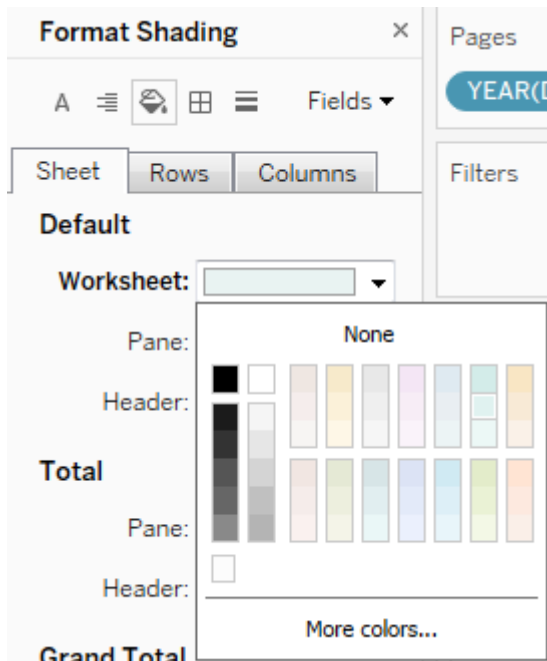 Format Shading ×
Pages
A Fields
YEAR(D
Sheet Rows Columns
Filters
Default
Worksheet:
None
Pane:
Header:
Total
Pane:
Header:
More colors...
Grand Total